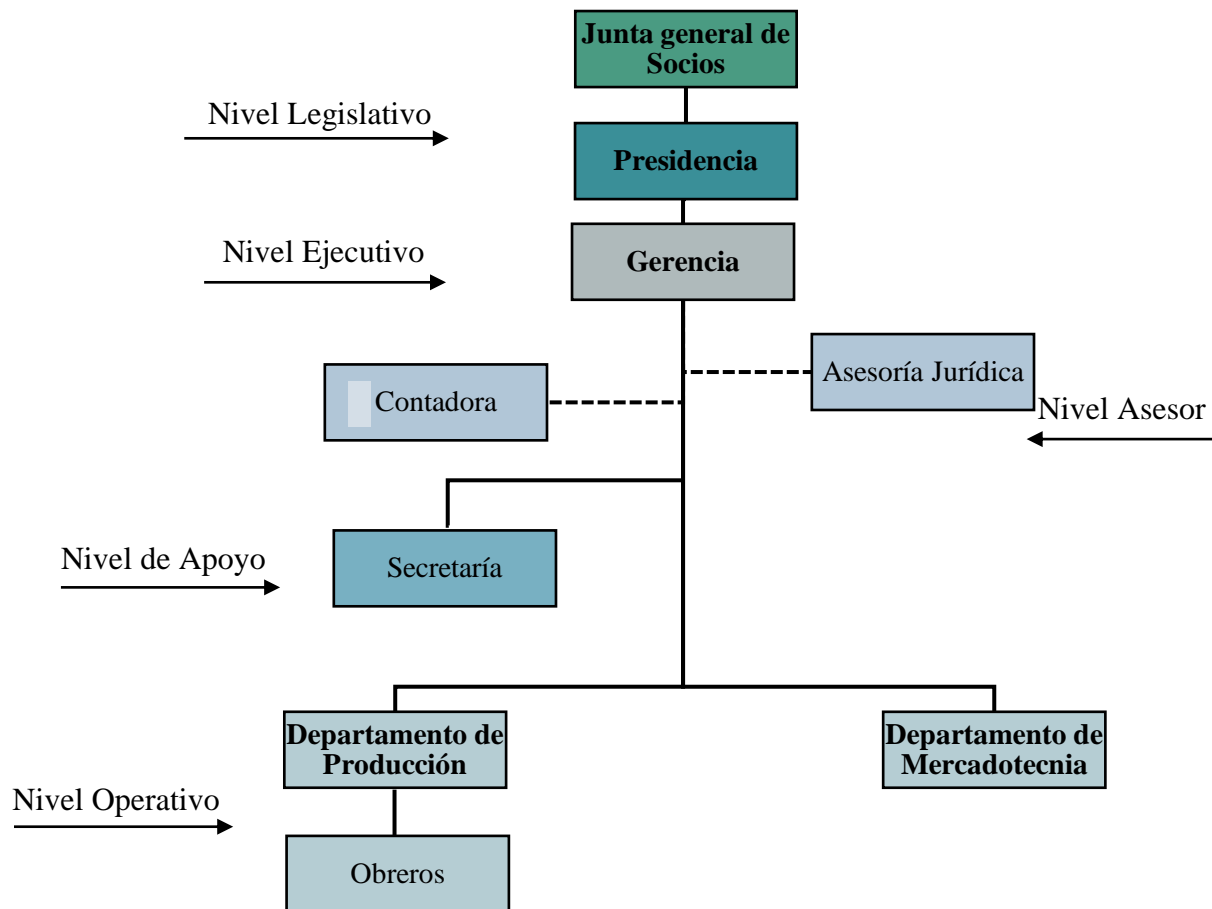 Junta general de
Socios
Nivel Legislativo
Presidencia
Nivel Ejecutivo
Gerencia
Asesoría Jurídica
Contadora
Nivel Asesor
Nivel de Apoyo
Secretaría
Departamento de
Producción
Departamento de
Mercadotecnia
Nivel Operativo
Obreros